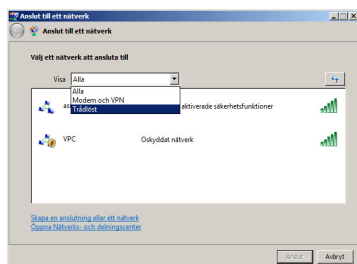 Anslut till ett nätverk
Anslut till ett nätverk
Välj ett nätverk att ansluta till
Visa Alla
Alla
Modem och VPN
Trådlöst
as aktiverade säkerhetsfunktioner
VPC Oskyddat nätverk
Skapa en anslutning eller ett nätverk
Öppna Nätverks- och delningscenter
Anslut Avbryt